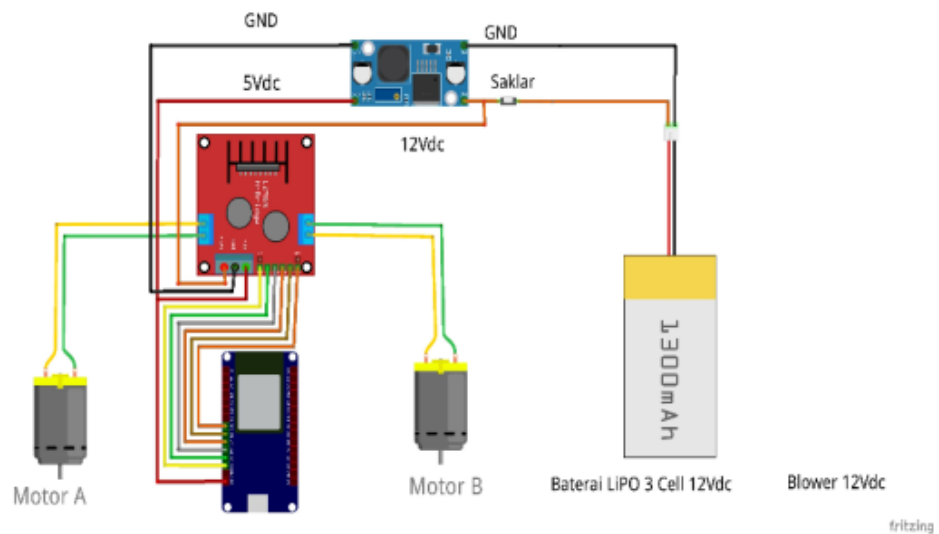 GND
GND
5Vdc
Saklar
12Vdc
1300mAh
Motor A
Motor B
Baterai LiPO 3 Cell 12Vdc
Blower 12Vdc
fritzing